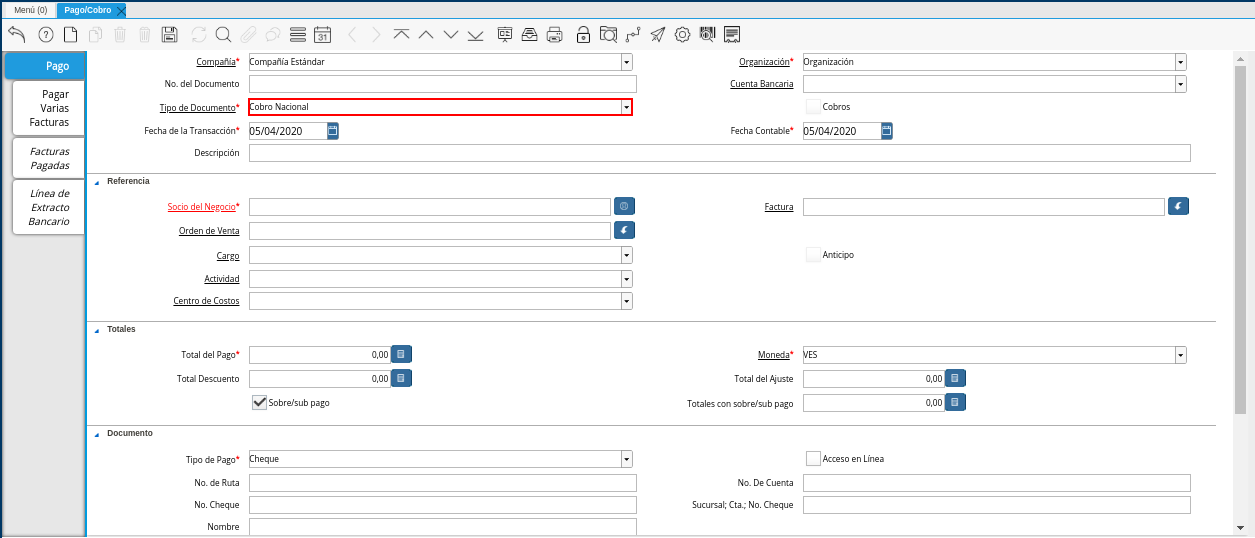 Menú (0) Pago/Cobro
31
Pago
Pagar
Varias
Facturas
Facturas
Pagadas
Línea de
Extracto
Bancario
Compañía* Compañía Estándar Organización* Organización
No. del Documento Cuenta Bancaria
Tipo de Documento* Cobro Nacional Cobros
Fecha de la Transacción* 05/04/2020 Fecha Contable* 05/04/2020
Descripción
Referencia
Socio del Negocio* Factura
Orden de Venta
Cargo Anticipo
Actividad
Centro de Costos
Totales
Total del Pago* 0,00 Moneda* VES
Total Descuento 0,00 Total del Ajuste 0,00
Sobre/sub pago Totales con sobre/sub pago 0,00
Documento
Tipo de Pago* Cheque Acceso en Línea
No. de Ruta No. De Cuenta
No. Cheque Sucursal; Cta.; No. Cheque
Nombre